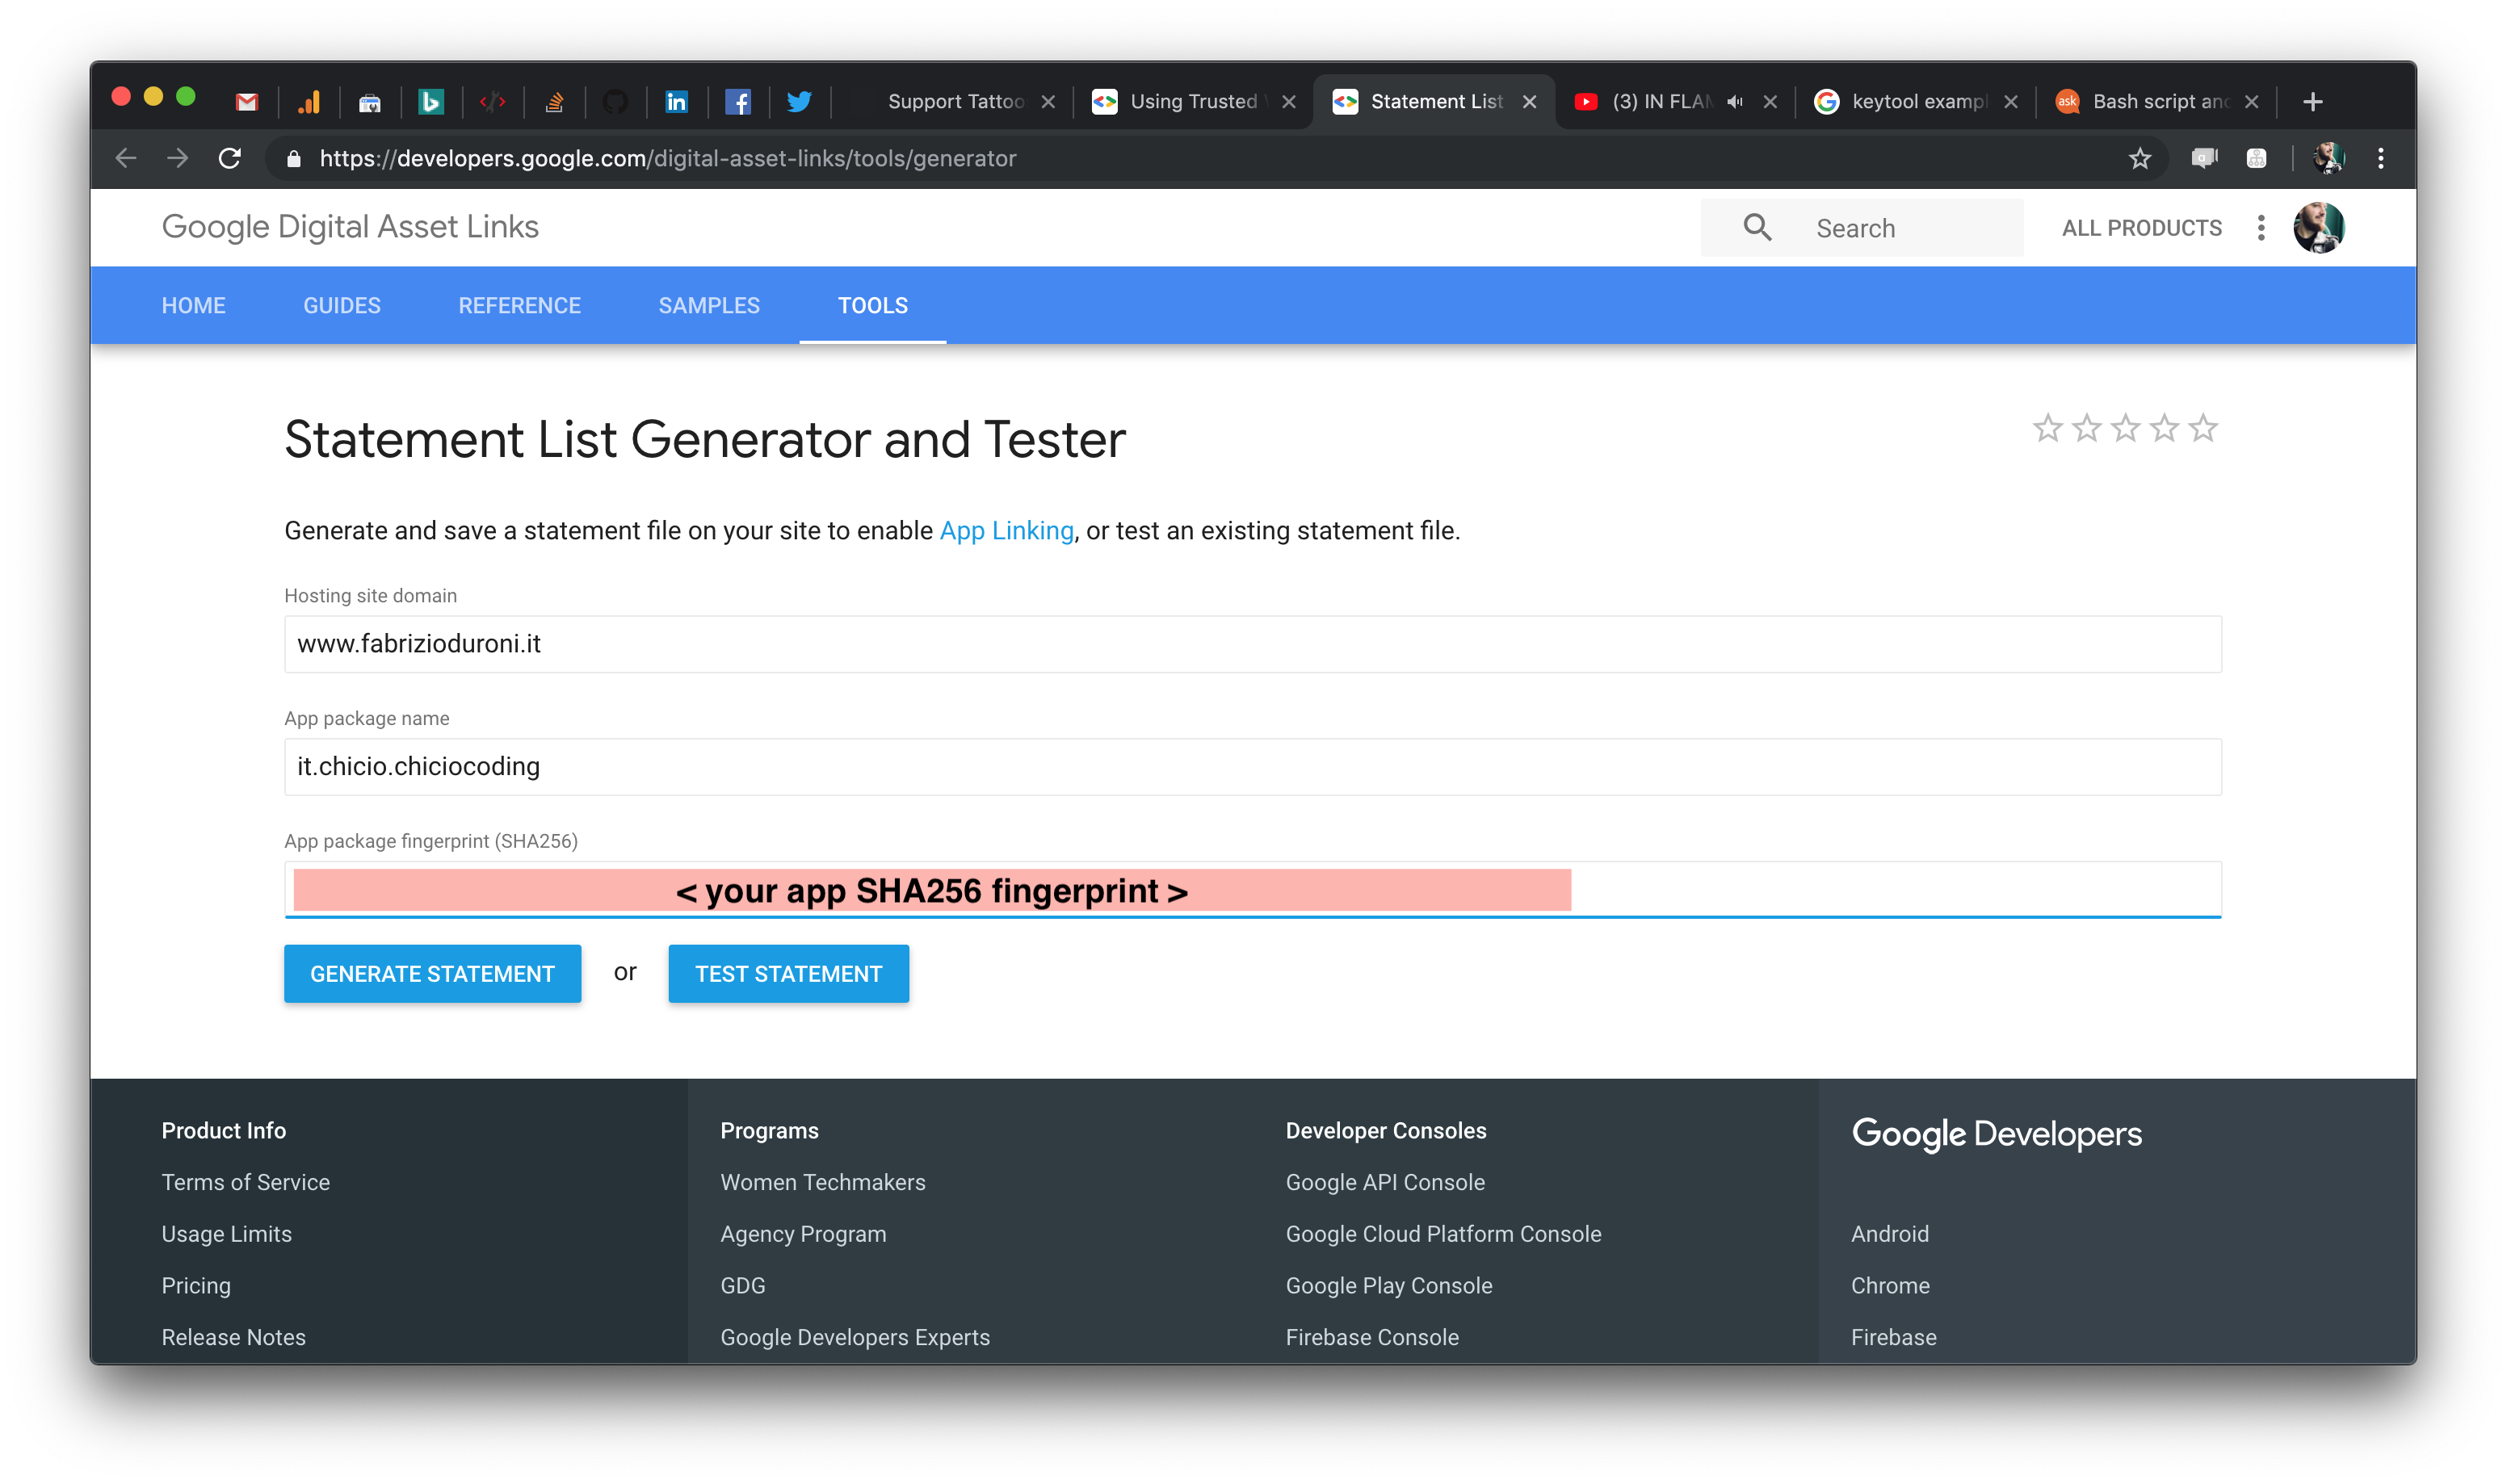 Support Tattoo
Using Trusted
Statement List
(3) IN FLA
keytool examp
Bash script an
https://developers.google.com/digital-asset-links/tools/generator
Google Digital Asset Links
Search
ALL PRODUCTS
HOME
GUIDES
REFERENCE
SAMPLES
TOOLS
Statement List Generator and Tester
Generate and save a statement file on your site to enable App Linking, or test an existing statement file.
Hosting site domain
www.fabrizioduroni.it
App package name
it.chicio.chiciocoding
App package fingerprint (SHA256)
< your app SHA256 fingerprint >
GENERATE STATEMENT
or
TEST STATEMENT
Product Info
Terms of Service
Usage Limits
Pricing
Release Notes
Programs
Women Techmakers
Agency Program
GDG
Google Developers Experts
Developer Consoles
Google API Console
Google Cloud Platform Console
Google Play Console
Firebase Console
Google Developers
Android
Chrome
Firebase